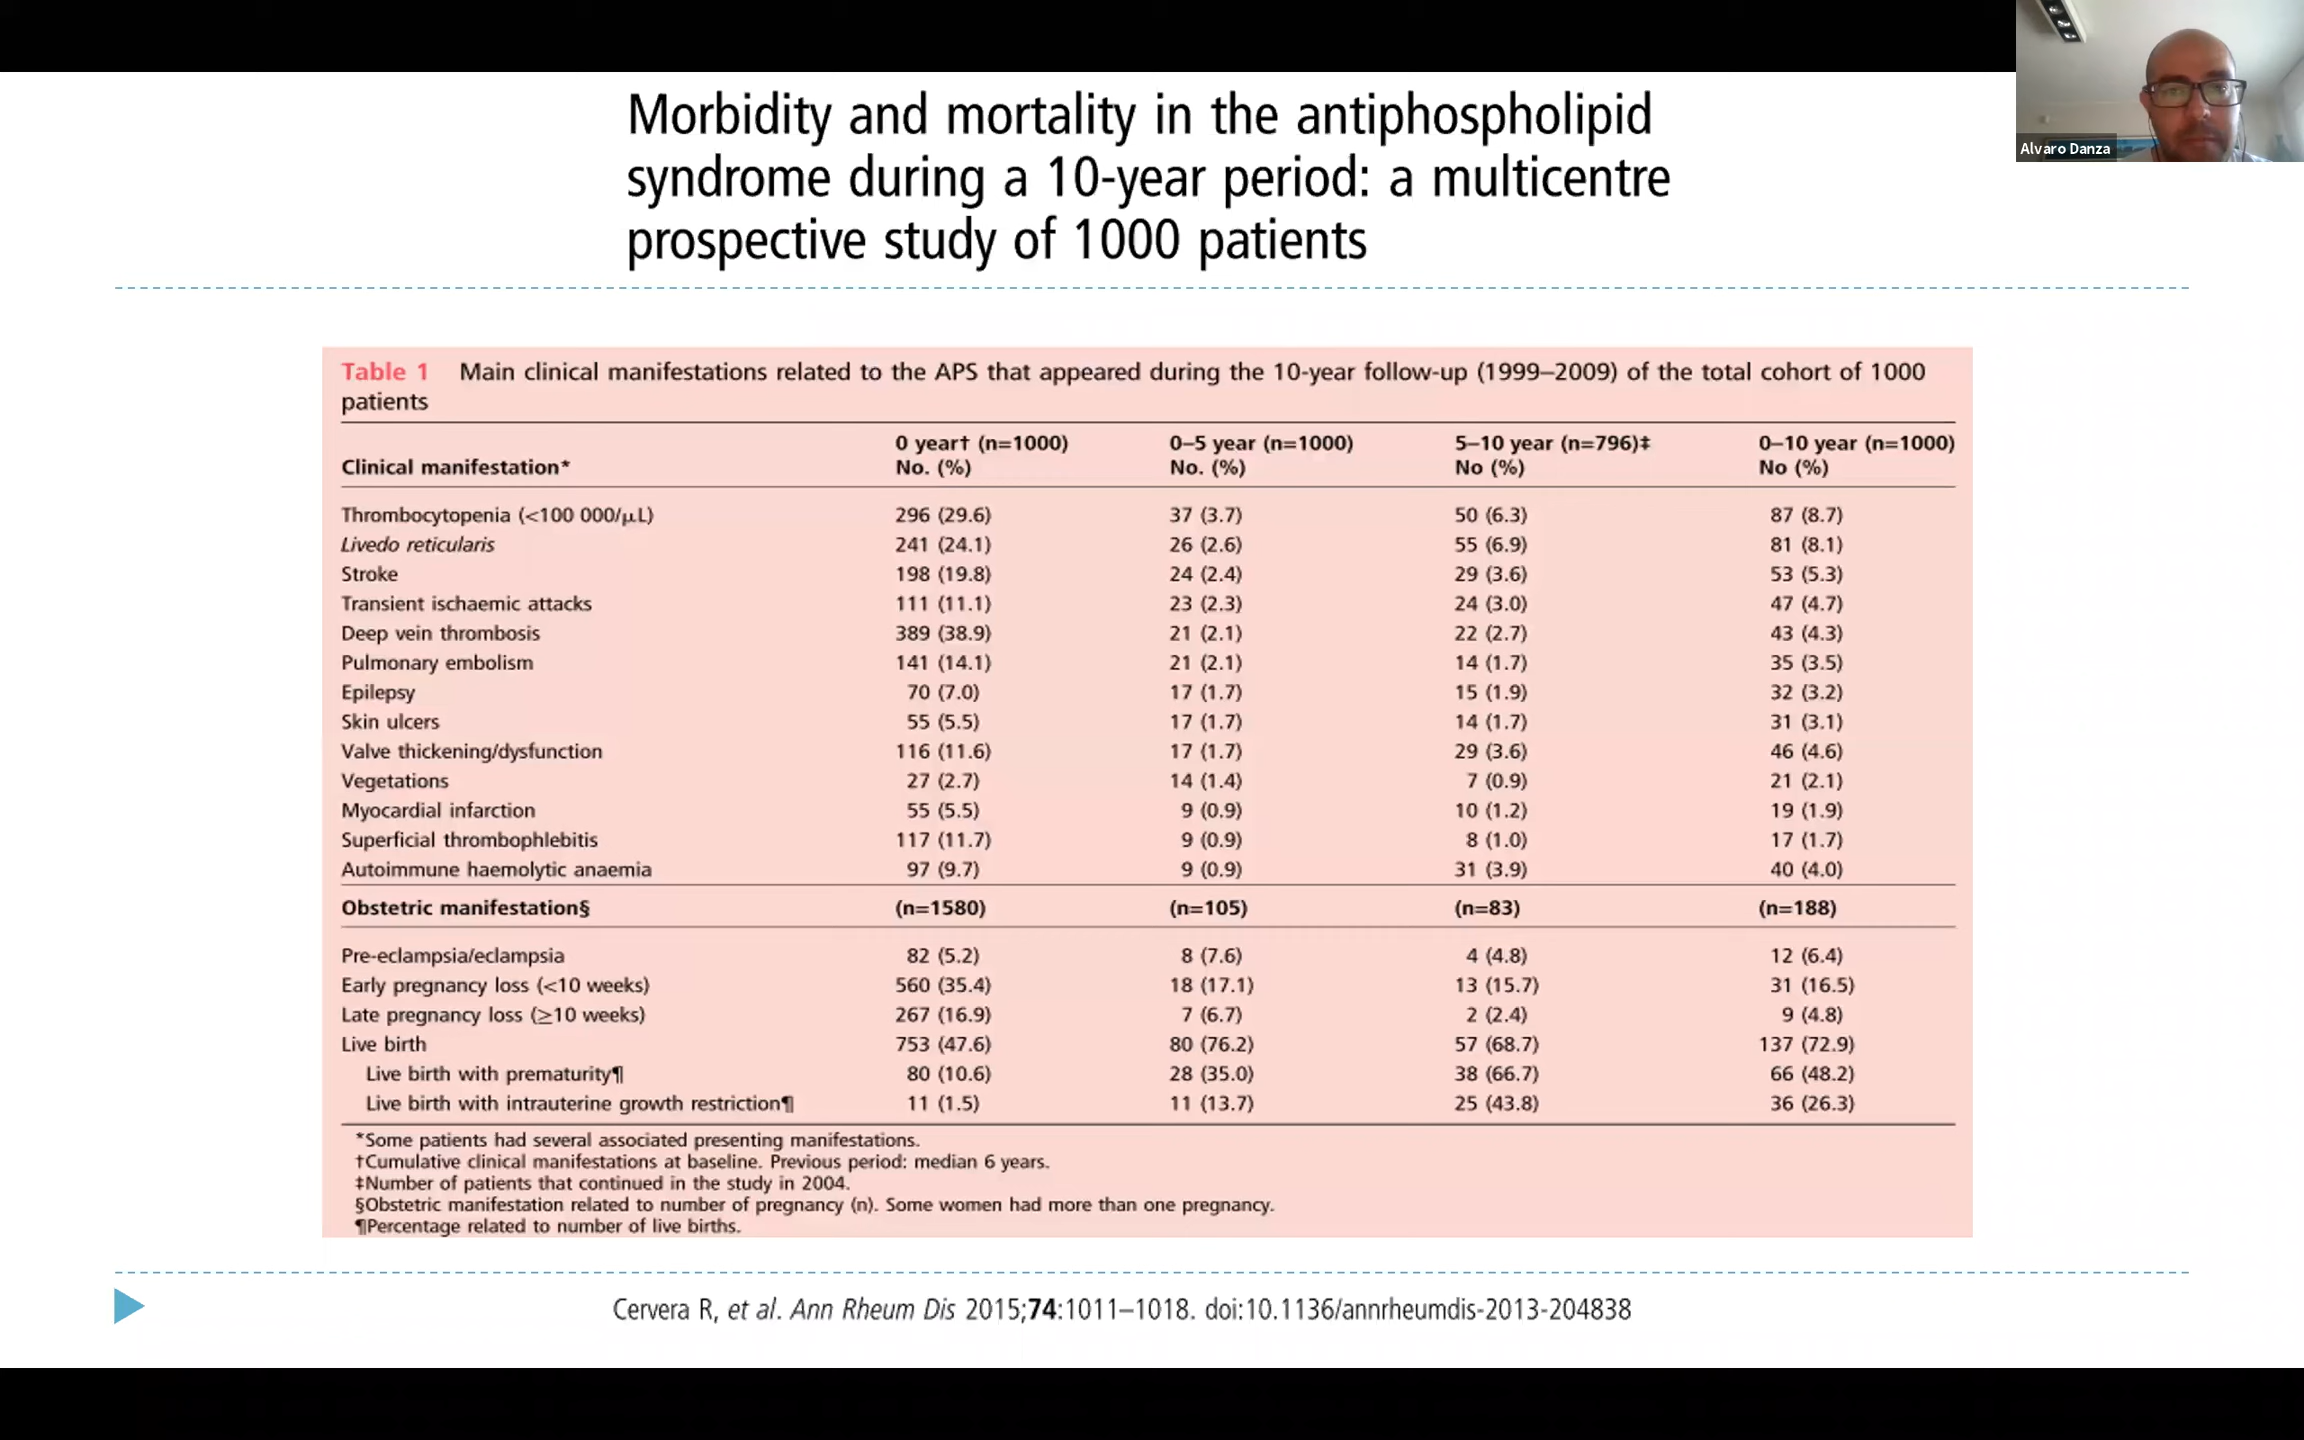 Morbidity and mortality in the antiphospholipid
syndrome during a 10-year period: a multicentre
prospective study of 1000 patients
Alvaro Danza
Table 1 Main clinical manifestations related to the APS that appeared during the 10-year follow-up (1999–2009) of the total cohort of 1000
patients
Clinical manifestation* 0 year† (n=1000) No. (%) 0–5 year (n=1000) No. (%) 5–10 year (n=796)‡ No (%) 0–10 year (n=1000) No (%)
Thrombocytopenia (<100 000/μL) 296 (29.6) 37 (3.7) 50 (6.3) 87 (8.7)
Livedo reticularis 241 (24.1) 26 (2.6) 55 (6.9) 81 (8.1)
Stroke 198 (19.8) 24 (2.4) 29 (3.6) 53 (5.3)
Transient ischaemic attacks 111 (11.1) 23 (2.3) 24 (3.0) 47 (4.7)
Deep vein thrombosis 389 (38.9) 21 (2.1) 22 (2.7) 43 (4.3)
Pulmonary embolism 141 (14.1) 21 (2.1) 14 (1.7) 35 (3.5)
Epilepsy 70 (7.0) 17 (1.7) 15 (1.9) 32 (3.2)
Skin ulcers 55 (5.5) 17 (1.7) 14 (1.7) 31 (3.1)
Valve thickening/dysfunction 116 (11.6) 17 (1.7) 29 (3.6) 46 (4.6)
Vegetations 27 (2.7) 14 (1.4) 7 (0.9) 21 (2.1)
Myocardial infarction 55 (5.5) 9 (0.9) 10 (1.2) 19 (1.9)
Superficial thrombophlebitis 117 (11.7) 9 (0.9) 8 (1.0) 17 (1.7)
Autoimmune haemolytic anaemia 97 (9.7) 9 (0.9) 31 (3.9) 40 (4.0)
Obstetric manifestation§ (n=1580) (n=105) (n=83) (n=188)
Pre-eclampsia/eclampsia 82 (5.2) 8 (7.6) 4 (4.8) 12 (6.4)
Early pregnancy loss (<10 weeks) 560 (35.4) 18 (17.1) 13 (15.7) 31 (16.5)
Late pregnancy loss (≥10 weeks) 267 (16.9) 7 (6.7) 2 (2.4) 9 (4.8)
Live birth 753 (47.6) 80 (76.2) 57 (68.7) 137 (72.9)
Live birth with prematurity¶ 80 (10.6) 28 (35.0) 38 (66.7) 66 (48.2)
Live birth with intrauterine growth restriction¶ 11 (1.5) 11 (13.7) 25 (43.8) 36 (26.3)
*Some patients had several associated presenting manifestations.
†Cumulative clinical manifestations at baseline. Previous period: median 6 years.
‡Number of patients that continued in the study in 2004.
§Obstetric manifestation related to number of pregnancy (n). Some women had more than one pregnancy.
¶Percentage related to number of live births.
Cervera R, et al. Ann Rheum Dis 2015;74:1011–1018. doi:10.1136/annrheumdis-2013-204838